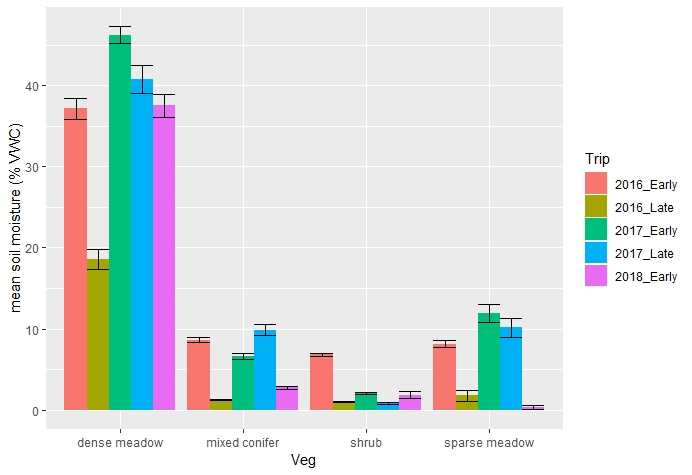 mean soil moisture (% VWC)
40
30
20
10
0
dense meadow mixed conifer shrub sparse meadow
Veg
Trip
2016_Early
2016_Late
2017_Early
2017_Late
2018_Early